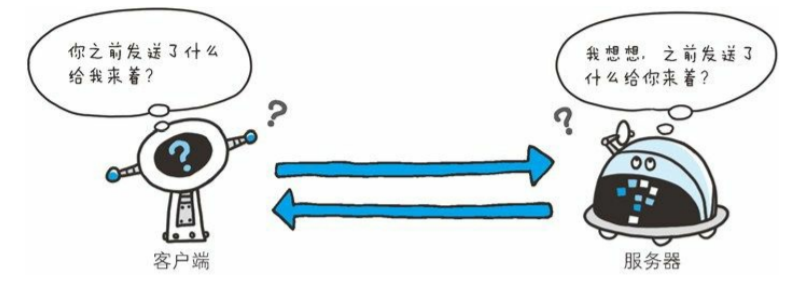 你之前发送了什么
给我来着？
我想想，之前发送了
什么给你来着？
?
?
?
客户端
服务器